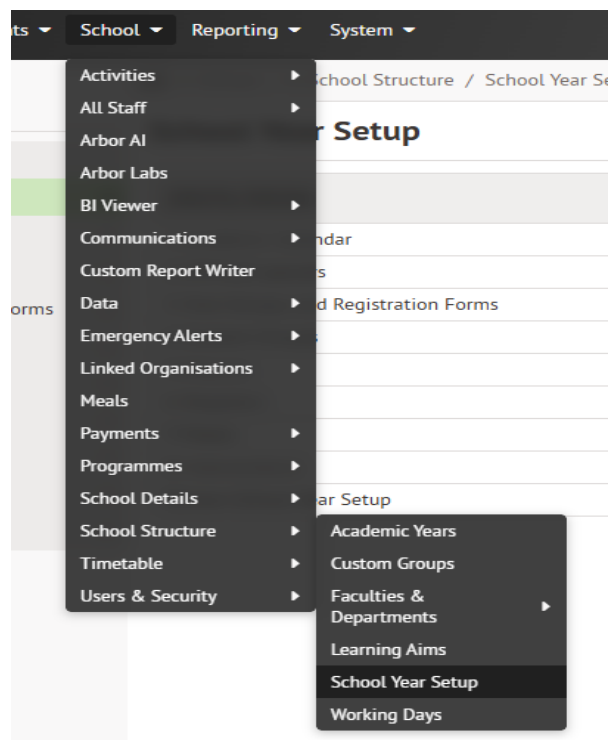 ts School Reporting System
School Structure / School Year Se
r Setup
Activities
All Staff
Arbor AI
Arbor Labs
BI Viewer
Communications
ndar
Custom Report Writer
s
Data
d Registration Forms
orms
Emergency Alerts
Linked Organisations
Meals
Payments
Programmes
School Details
ar Setup
School Structure
Timetable
Users & Security
Academic Years
Custom Groups
Faculties &
Departments
Learning Aims
School Year Setup
Working Days